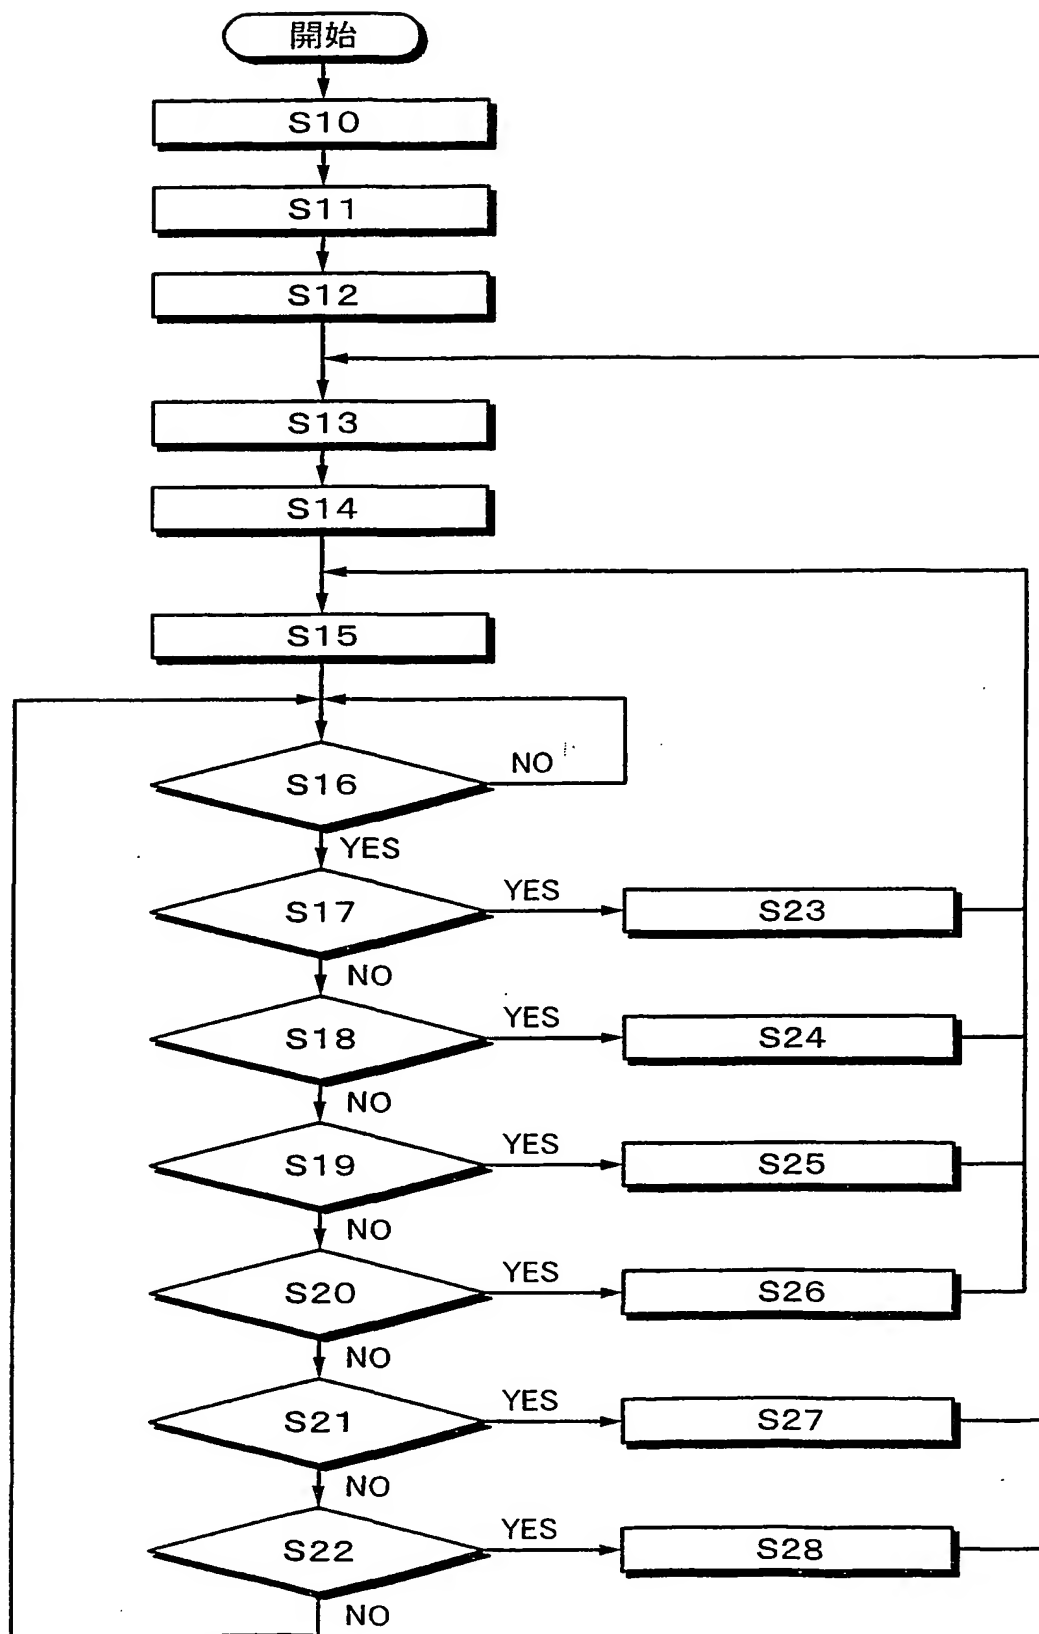 開始
S10
S11
S12
S13
S14
S15
S16
NO
YES
S17
YES
S23
NO
S18
YES
S24
NO
S19
YES
S25
NO
S20
YES
S26
NO
S21
YES
S27
NO
S22
YES
S28
NO